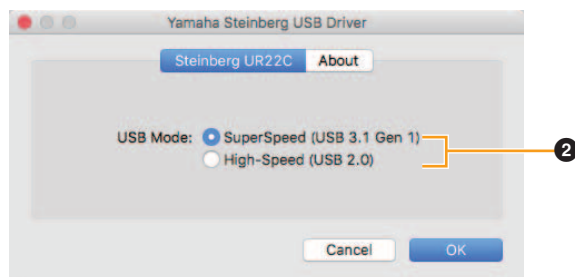 Yamaha Steinberg USB Driver
Steinberg UR22C About
USB Mode: SuperSpeed (USB 3.1 Gen 1)
High-Speed (USB 2.0)
2
Cancel OK